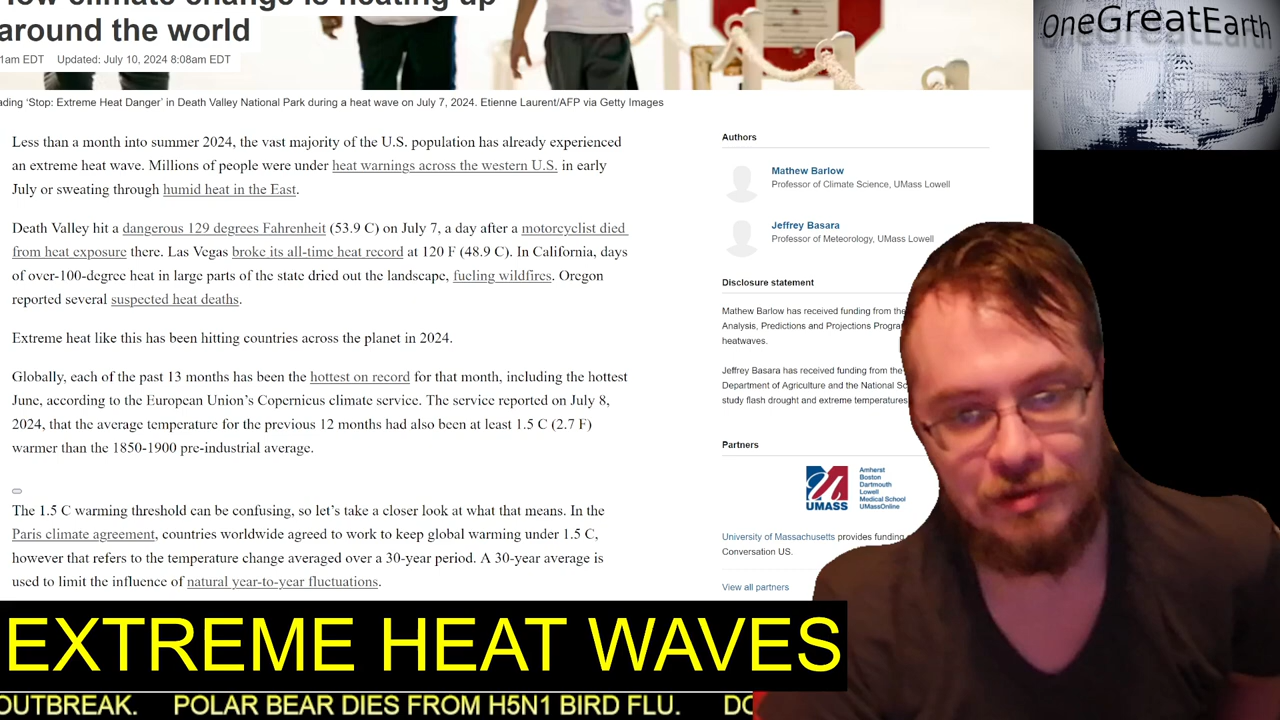 How climate change is heating up
around the world
1am EDT Updated: July 10, 2024 8:08am EDT
ading ‘Stop: Extreme Heat Danger’ in Death Valley National Park during a heat wave on July 7, 2024. Etienne Laurent/AFP via Getty Images
Less than a month into summer 2024, the vast majority of the U.S. population has already experienced
an extreme heat wave. Millions of people were under heat warnings across the western U.S. in early
July or sweating through humid heat in the East.
Death Valley hit a dangerous 129 degrees Fahrenheit (53.9 C) on July 7, a day after a motorcyclist died
from heat exposure there. Las Vegas broke its all-time heat record at 120 F (48.9 C). In California, days
of over-100-degree heat in large parts of the state dried out the landscape, fueling wildfires. Oregon
reported several suspected heat deaths.
Extreme heat like this has been hitting countries across the planet in 2024.
Globally, each of the past 13 months has been the hottest on record for that month, including the hottest
June, according to the European Union’s Copernicus climate service. The service reported on July 8,
2024, that the average temperature for the previous 12 months had also been at least 1.5 C (2.7 F)
warmer than the 1850-1900 pre-industrial average.
The 1.5 C warming threshold can be confusing, so let’s take a closer look at what that means. In the
Paris climate agreement, countries worldwide agreed to work to keep global warming under 1.5 C,
however that refers to the temperature change averaged over a 30-year period. A 30-year average is
used to limit the influence of natural year-to-year fluctuations.
Authors
Mathew Barlow
Professor of Climate Science, UMass Lowell
Jeffrey Basara
Professor of Meteorology, UMass Lowell
Disclosure statement
Mathew Barlow has received funding from the
Analysis, Predictions and Projections Progra
heatwaves.
Jeffrey Basara has received funding from the
Department of Agriculture and the National Sc
study flash drought and extreme temperatures
Partners
UMASS
Amherst
Boston
Dartmouth
Lowell
Medical School
UMassOnline
University of Massachusetts provides funding
Conversation US.
View all partners
OneGreatEarth
EXTREME HEAT WAVES
OUTBREAK. POLAR BEAR DIES FROM H5N1 BIRD FLU. DO